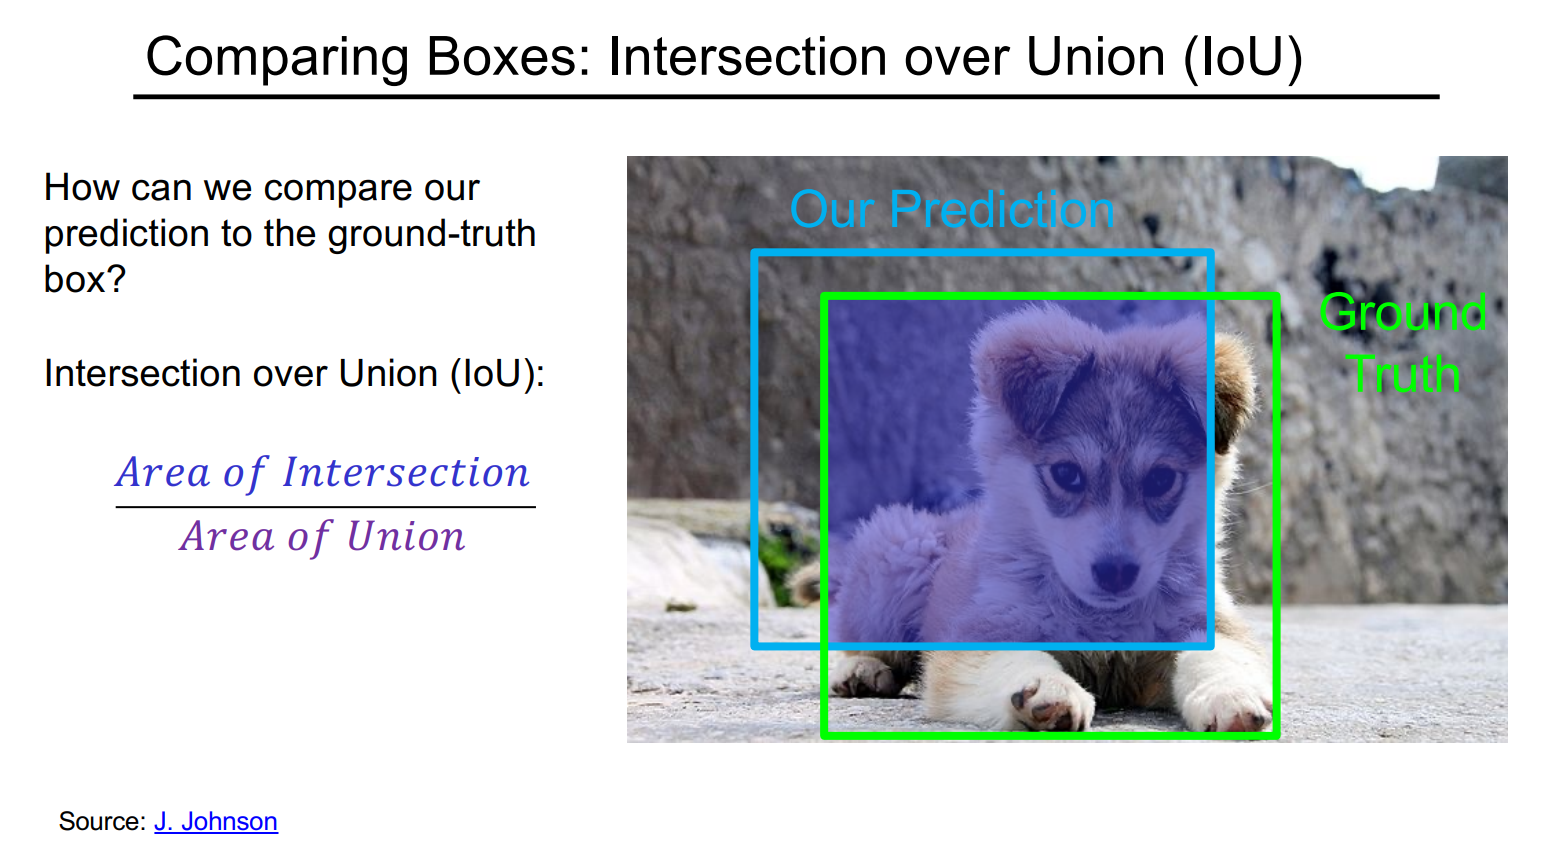 Comparing Boxes: Intersection over Union (IoU)
How can we compare our
prediction to the ground-truth
box?
Intersection over Union (IoU):
Area of Intersection
Area of Union
Our Prediction
Ground
Truth
Source: J. Johnson